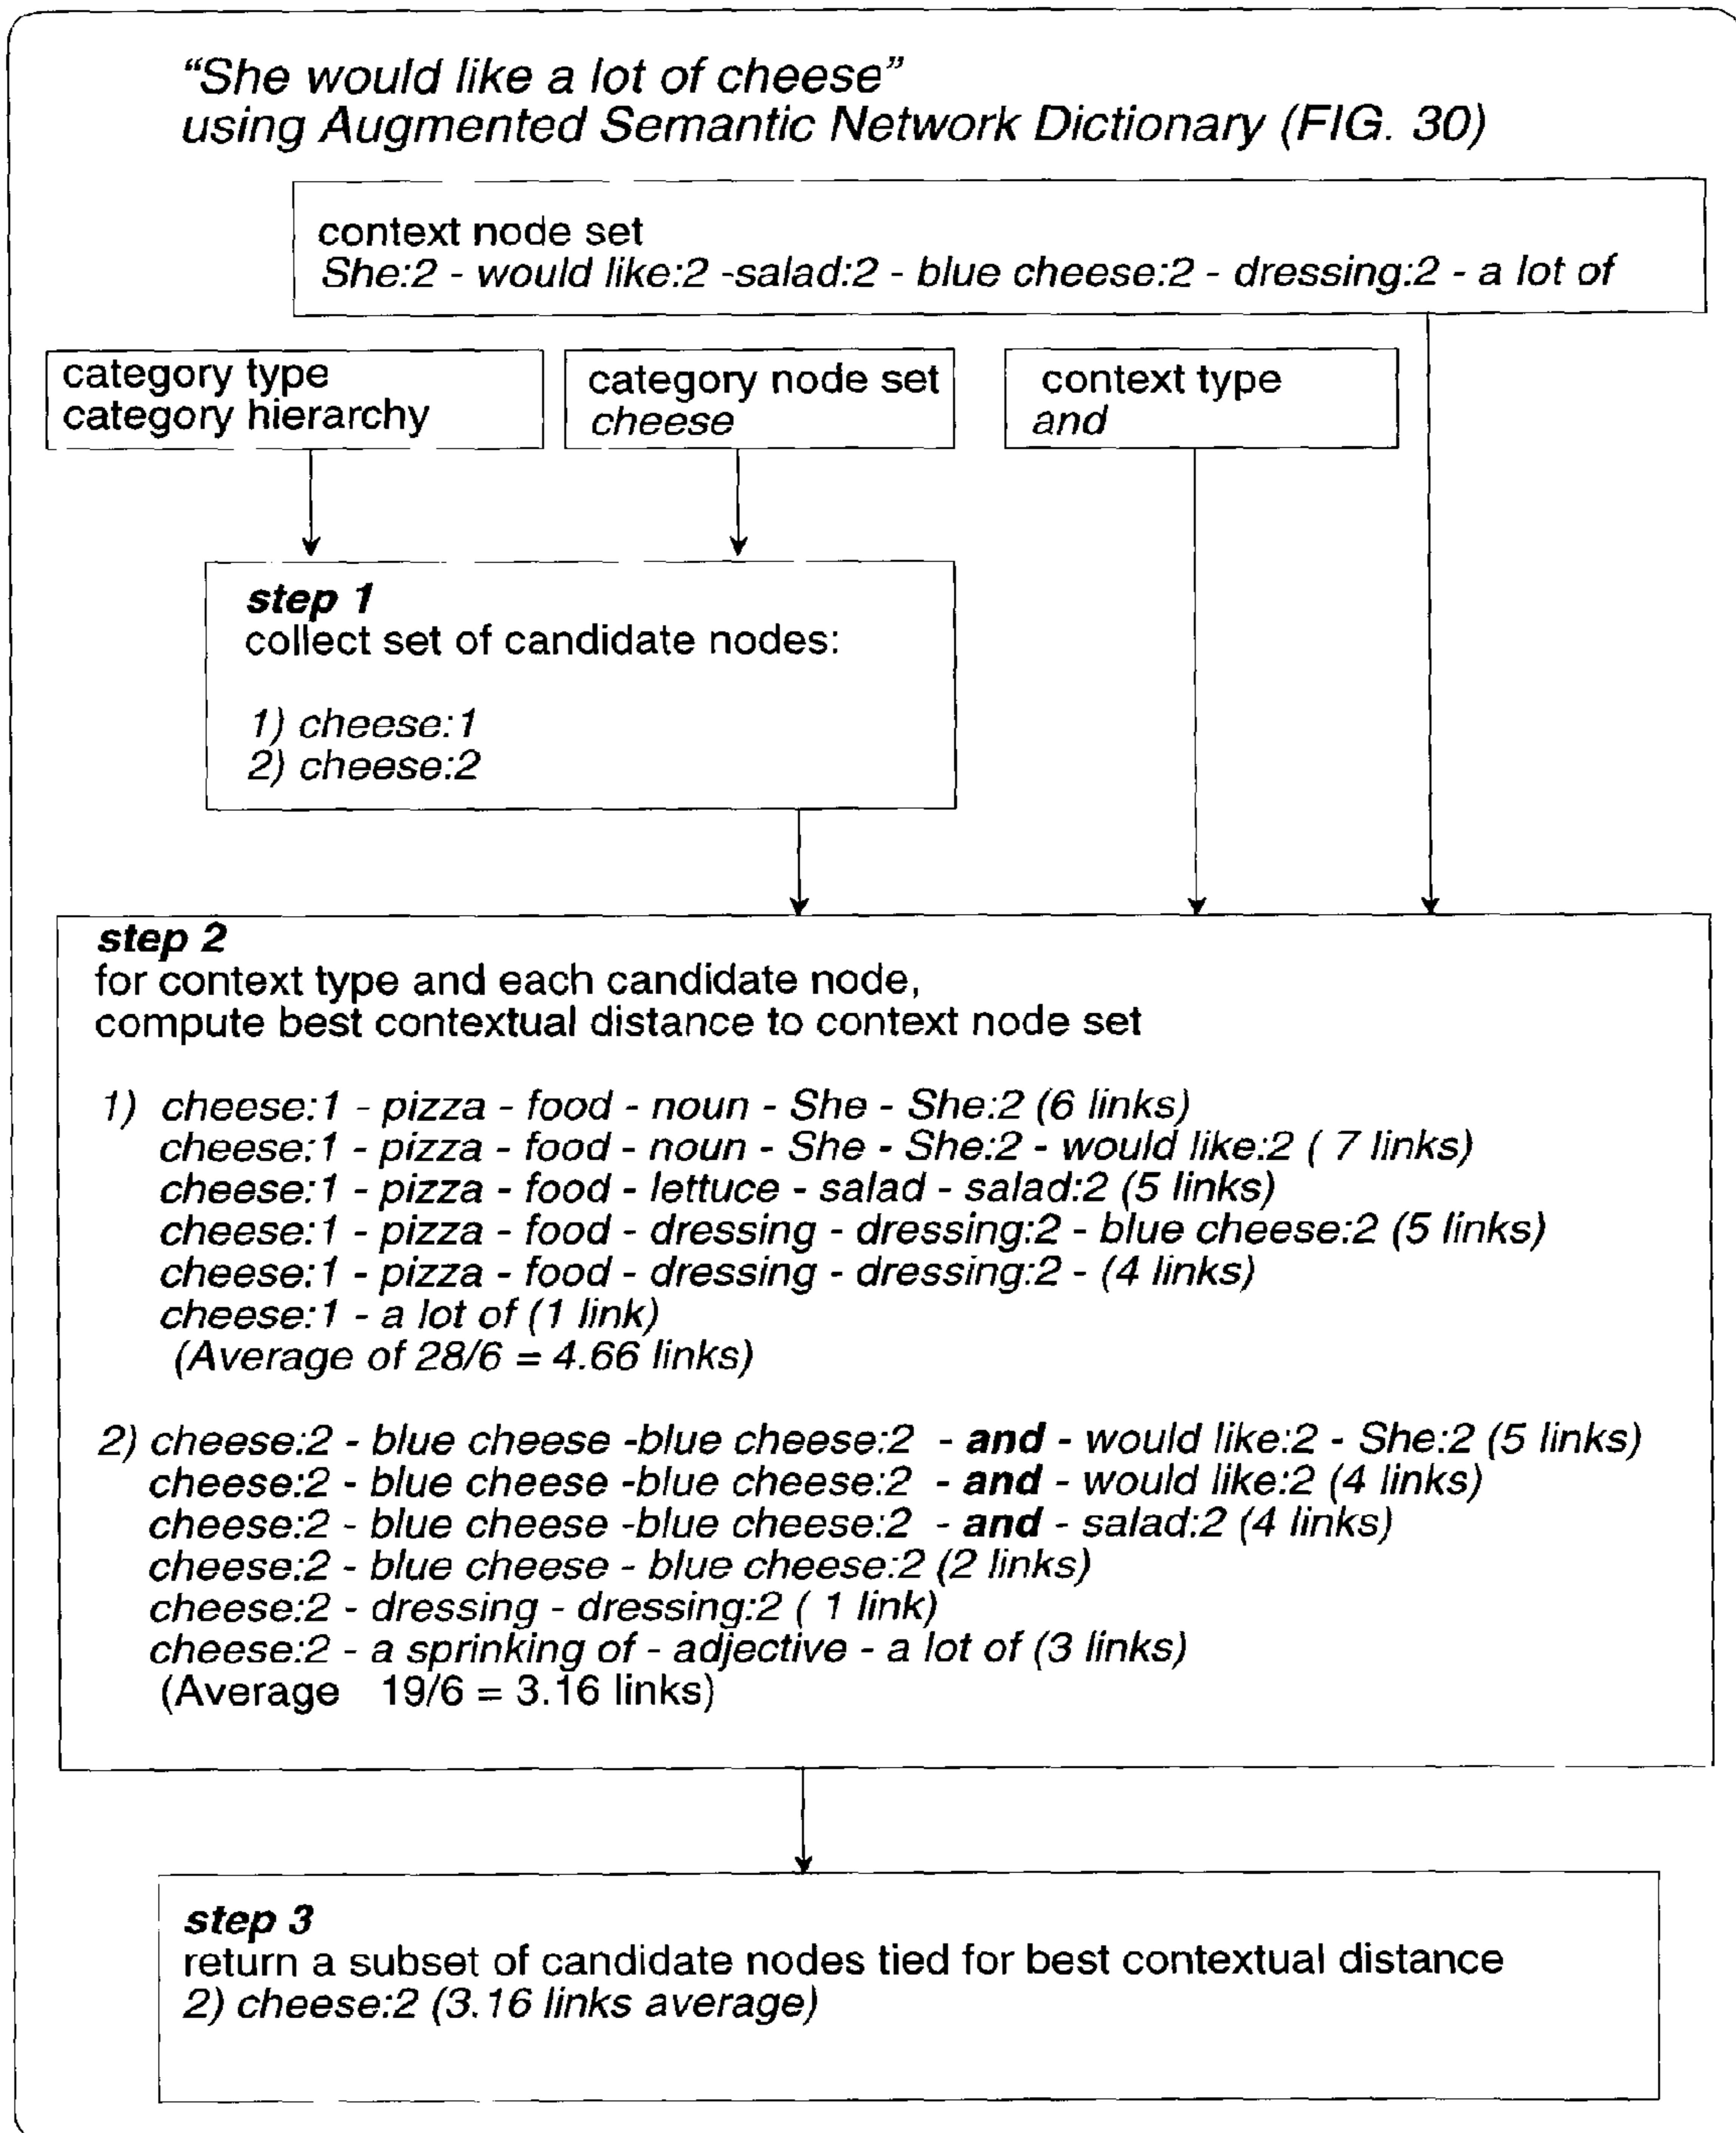 “She would like a lot of cheese”
using Augmented Semantic Network Dictionary (FIG. 30)
context node set
She:2 - would like:2 -salad:2 - blue cheese:2 - dressing:2 - a lot of
category type
category hierarchy
category node set
cheese
context type
and
step 1
collect set of candidate nodes:
1) cheese:1
2) cheese:2
step 2
for context type and each candidate node,
compute best contextual distance to context node set
1) cheese:1 - pizza - food - noun - She - She:2 (6 links)
cheese:1 - pizza - food - noun - She - She:2 - would like:2 ( 7 links)
cheese:1 - pizza - food - lettuce - salad - salad:2 (5 links)
cheese:1 - pizza - food - dressing - dressing:2 - blue cheese:2 (5 links)
cheese:1 - pizza - food - dressing - dressing:2 - (4 links)
cheese:1 - a lot of (1 link)
(Average of 28/6 = 4.66 links)
2) cheese:2 - blue cheese -blue cheese:2 - and - would like:2 - She:2 (5 links)
cheese:2 - blue cheese -blue cheese:2 - and - would like:2 (4 links)
cheese:2 - blue cheese -blue cheese:2 - and - salad:2 (4 links)
cheese:2 - blue cheese - blue cheese:2 (2 links)
cheese:2 - dressing - dressing:2 ( 1 link)
cheese:2 - a sprinking of - adjective - a lot of (3 links)
(Average 19/6 = 3.16 links)
step 3
return a subset of candidate nodes tied for best contextual distance
2) cheese:2 (3.16 links average)